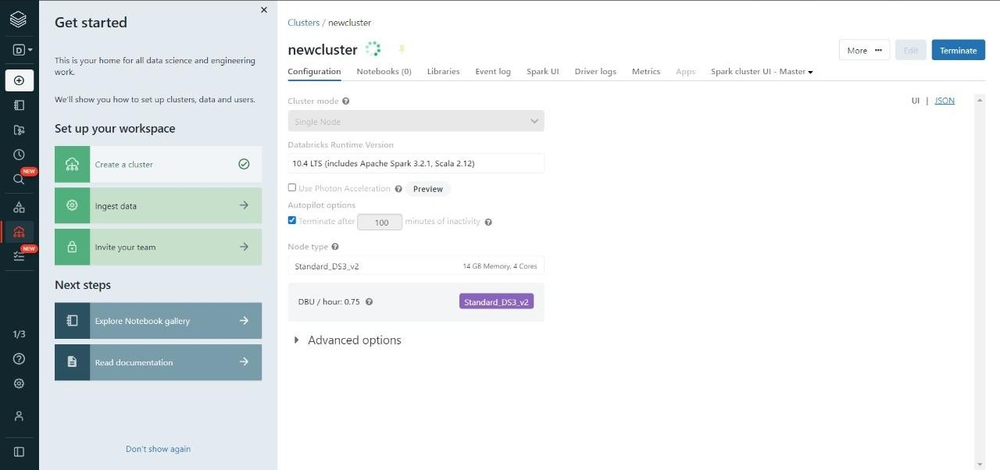 D
NEW
NEW
1/3
Get started
This is your home for all data science and engineering
work.
We'll show you how to set up clusters, data and users.
Set up your workspace
Create a cluster
Ingest data
Invite your team
Next steps
Explore Notebook gallery
Read documentation
Don't show again
Clusters / newcluster
newcluster
More ··· Edit Terminate
Configuration Notebooks (0) Libraries Event log Spark UI Driver logs Metrics Apps Spark cluster UI - Master
UI | JSON
Cluster mode ?
Single Node
Databricks Runtime Version
10.4 LTS (includes Apache Spark 3.2.1, Scala 2.12)
Use Photon Acceleration ? Preview
Autopilot options
Terminate after 100 minutes of inactivity ?
Node type ?
Standard_DS3_v2 14 GB Memory, 4 Cores
DBU / hour: 0.75 ? Standard_DS3_v2
Advanced options